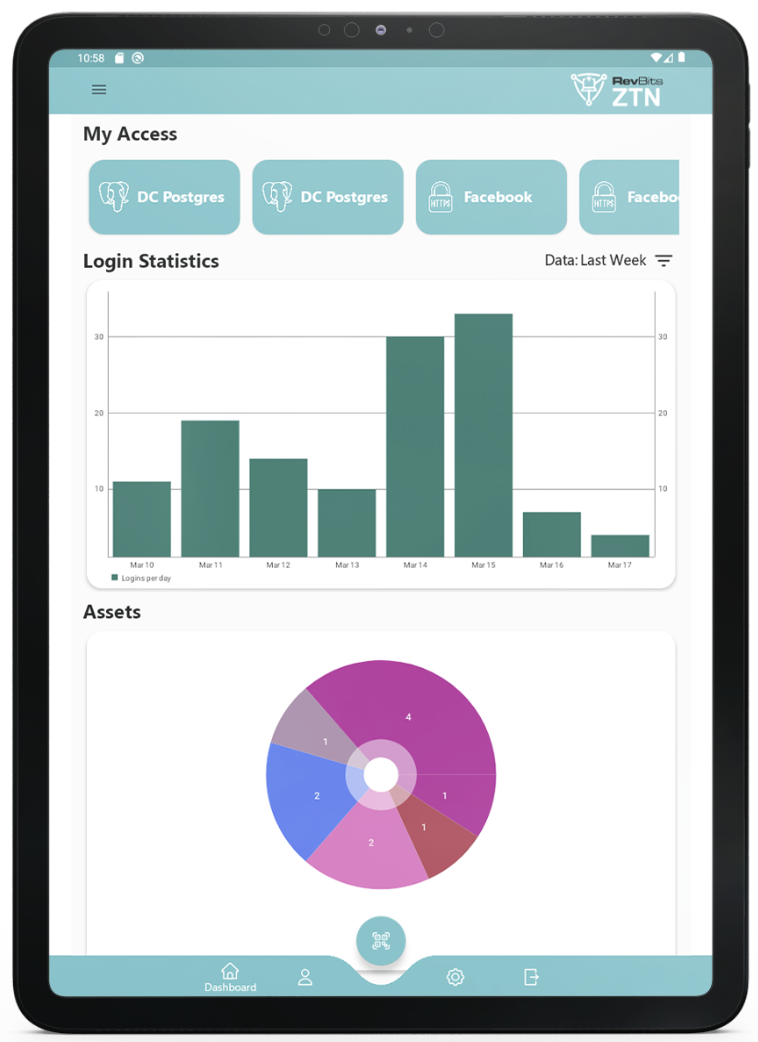 10:58
RevBits
ZTN
My Access
DC Postgres
DC Postgres
HTTPS
Facebook
HTTPS
Facebo
Login Statistics
Data: Last Week
30
30
20
20
10
10
Mar 10
Mar 11
Mar 12
Mar 13
Mar 14
Mar 15
Mar 16
Mar 17
Logins per day
Assets
4
1
2
1
1
2
Dashboard